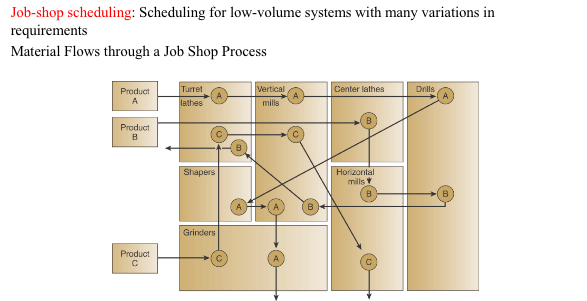 Job-shop scheduling: Scheduling for low-volume systems with many variations in
requirements
Material Flows through a Job Shop Process
Product
A
Turret
lathes
A
Vertical
mills
A
Center lathes
Drills
A
Product
B
B
C
C
B
Shapers
Horizontal
mills
A
A
B
B
B
Grinders
Product
C
C
A
C